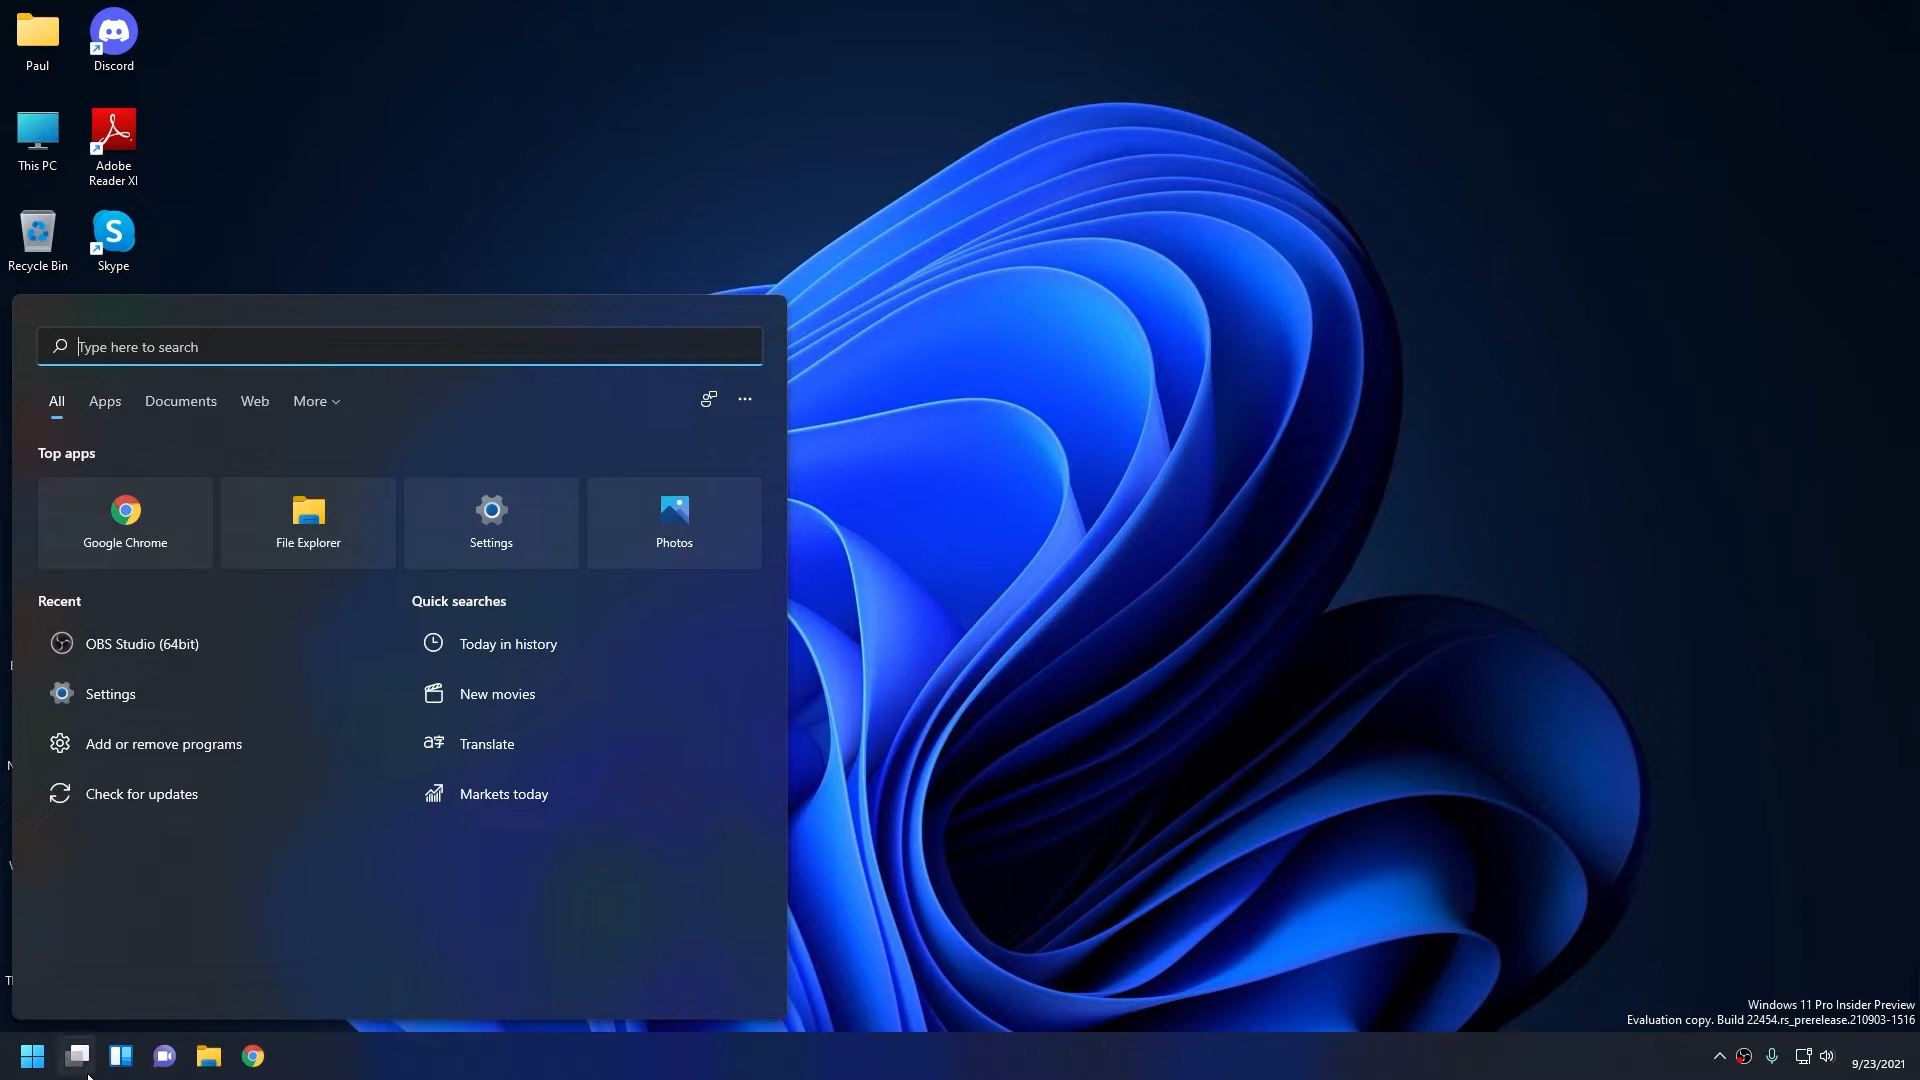 Paul
Discord
This PC
Adobe
Reader XI
Recycle Bin
Skype
Type here to search
All Apps Documents Web More
Top apps
Google Chrome File Explorer Settings Photos
Recent
Quick searches
OBS Studio (64bit)
Today in history
Settings
New movies
Add or remove programs
Translate
Check for updates
Markets today
Windows 11 Pro Insider Preview
Evaluation copy. Build 22454.rs_prerelease.210903-1516
9/23/2021